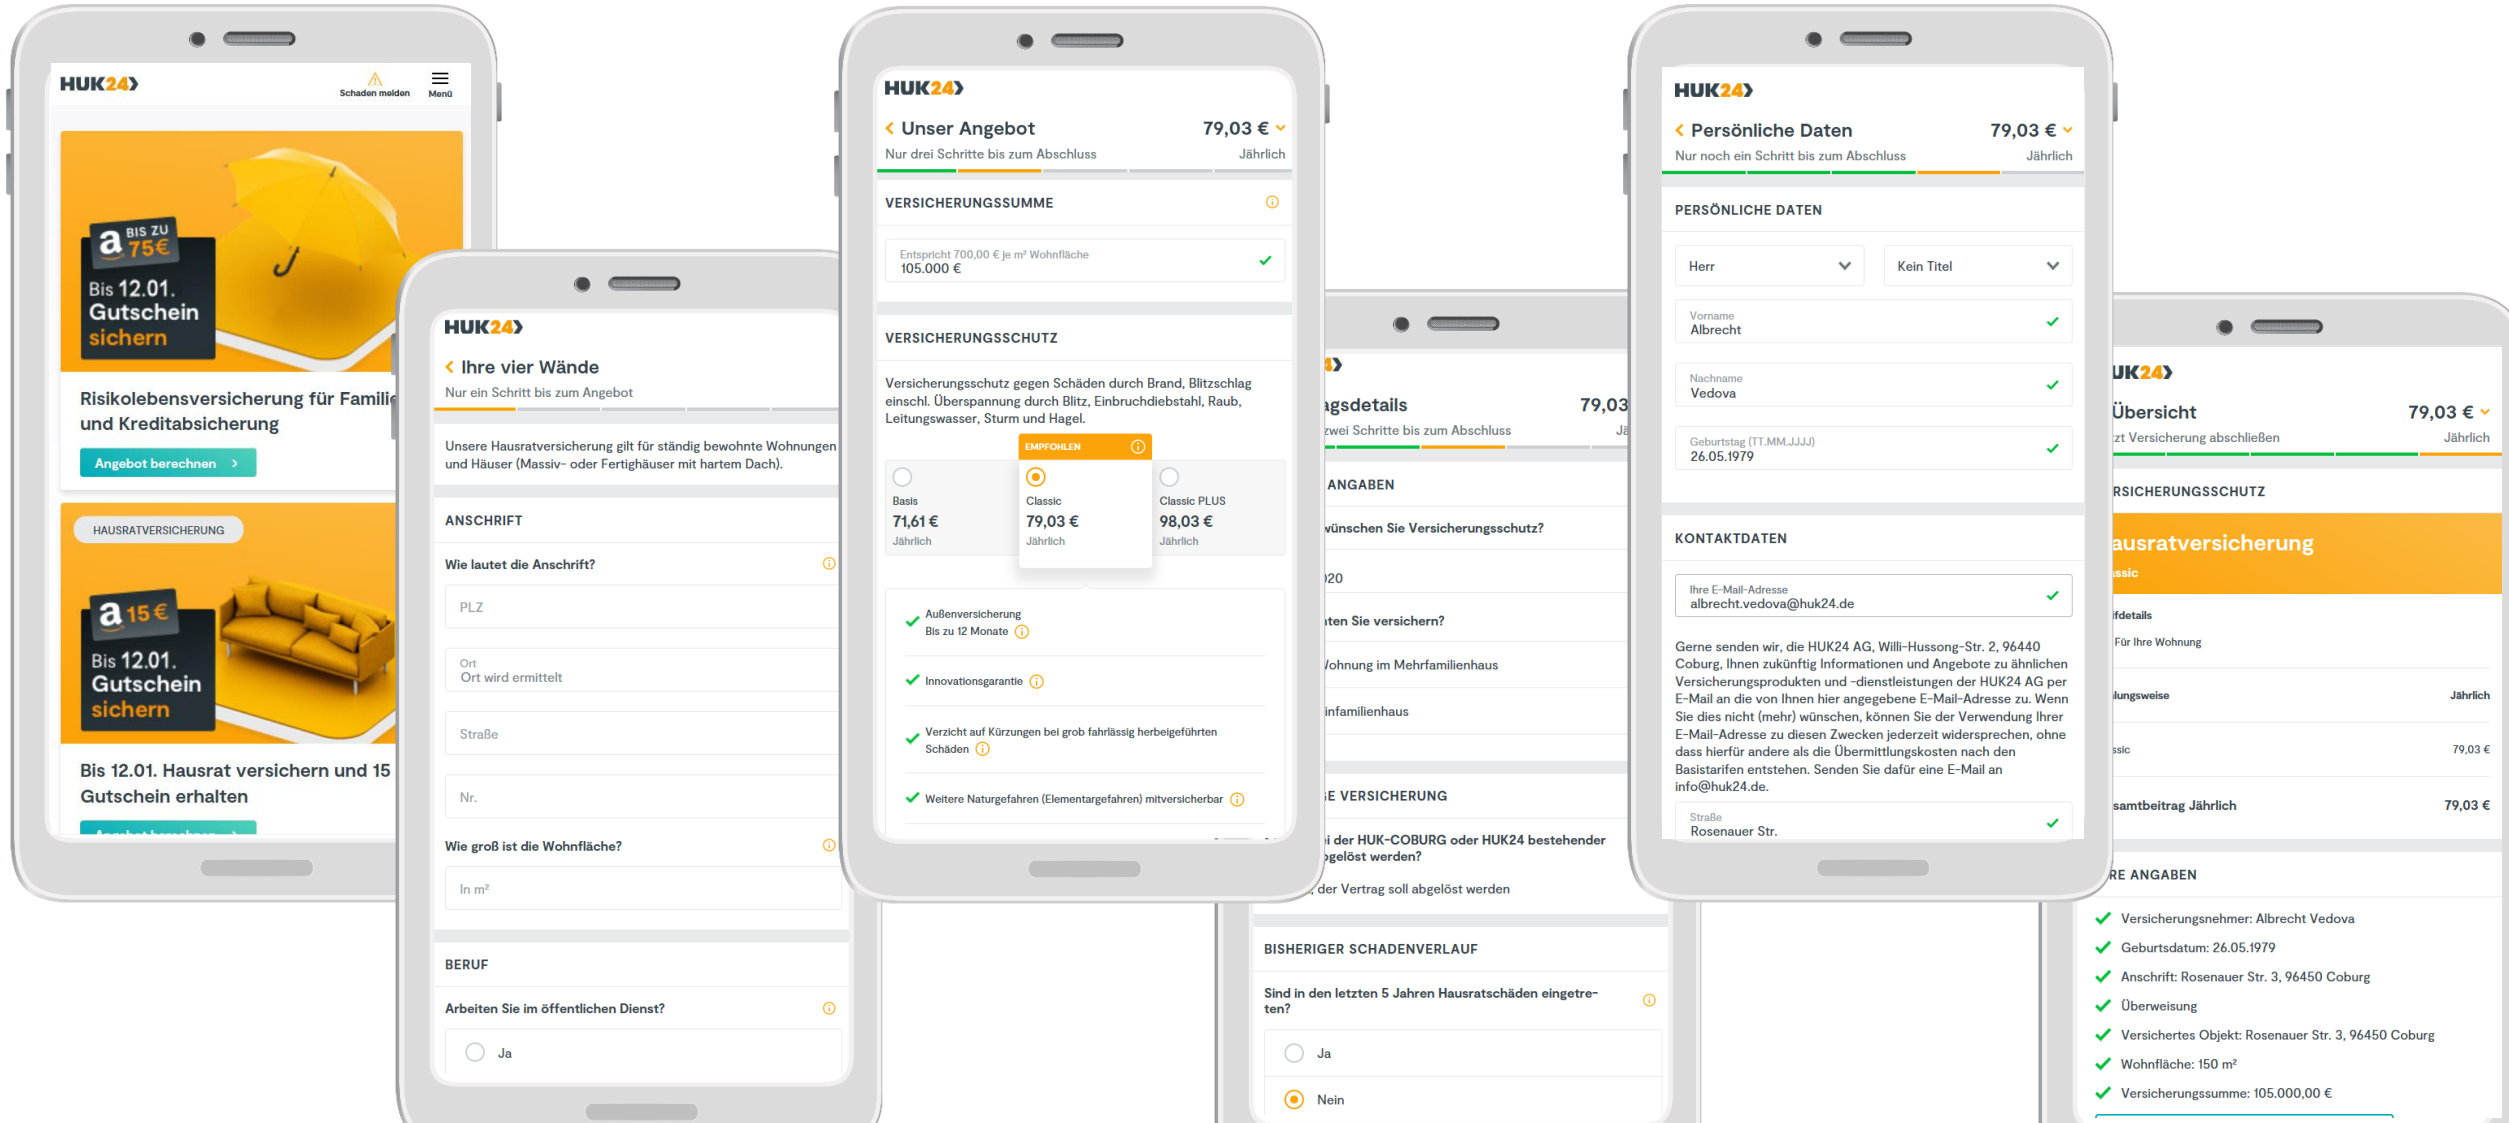 HUK24
Schaden melden
Menü
a BIS ZU
75€
Bis 12.01.
Gutschein
sichern
Risikolebensversicherung für
und Kreditabsicherung
Angebot berechnen
HAUSRATVERSICHERUNG
a 15 €
Bis 12.01.
Gutschein
sichern
Bis 12.01. Hausrat versichern und 15
Gutschein erhalten
HUK24
Ihre vier Wände
Nur ein Schritt bis zum Angebot
Unsere Hausratversicherung gilt für ständig bewohnte Wohnungen
und Häuser (Massiv- oder Fertighäuser mit hartem Dach).
ANSCHRIFT
Wie lautet die Anschrift?
PLZ
Ort
Ort wird ermittelt
Straße
Nr.
Wie groß ist die Wohnfläche?
In m²
BERUF
Arbeiten Sie im öffentlichen Dienst?
Ja
HUK24
Unser Angebot 79,03 €
Nur drei Schritte bis zum Abschluss Jährlich
VERSICHERUNGSSUMME
Entspricht 700,00 € je m² Wohnfläche
105.000 €
VERSICHERUNGSSCHUTZ
Versicherungsschutz gegen Schäden durch Brand, Blitzschlag
einschl. Überspannung durch Blitz, Einbruchdiebstahl, Raub,
Leitungswasser, Sturm und Hagel.
EMPFOHLEN
Basis Classic Classic PLUS
71,61 € 79,03 € 98,03 €
Jährlich Jährlich Jährlich
Außenversicherung
Bis zu 12 Monate
Innovationsgarantie
Verzicht auf Kürzungen bei grob fahrlässig herbeigeführten
Schäden
Weitere Naturgefahren (Elementargefahren) mitversicherbar
agsdetails 79,03
zwei Schritte bis zum Abschluss
ANGABEN
wünschen Sie Versicherungsschutz?
020
Sie versichern?
Wohnung im Mehrfamilienhaus
infamilienhaus
GE VERSICHERUNG
bei der HUK-COBURG oder HUK24 bestehender
bgelöst werden?
der Vertrag soll abgelöst werden
BISHERIGER SCHADENVERLAUF
Sind in den letzten 5 Jahren Hausratschäden eingetre-
ten?
Ja
Nein
HUK24
Persönliche Daten 79,03 €
Nur noch ein Schritt bis zum Abschluss Jährlich
PERSÖNLICHE DATEN
Herr Kein Titel
Vorname
Albrecht
Nachname
Vedova
Geburtstag (TT.MM.JJJJ)
26.05.1979
KONTAKTDATEN
Ihre E-Mail-Adresse
albrecht.vedova@huk24.de
Gerne senden wir, die HUK24 AG, Willi-Hussong-Str. 2, 96440
Coburg, Ihnen zukünftig Informationen und Angebote zu ähnlichen
Versicherungsprodukten und -dienstleistungen der HUK24 AG per
E-Mail an die von Ihnen hier angegebene E-Mail-Adresse zu. Wenn
Sie dies nicht (mehr) wünschen, können Sie der Verwendung Ihrer
E-Mail-Adresse zu diesen Zwecken jederzeit widersprechen, ohne
dass hierfür andere als die Übermittlungskosten nach den
Basistarifen entstehen. Senden Sie dafür eine E-Mail an
info@huk24.de.
Straße
Rosenauer Str.
UK24
Übersicht 79,03 €
tzt Versicherung abschließen Jährlich
RSICHERUNGSSCHUTZ
ausratversicherung
assic
ifdetails
Für Ihre Wohnung
lungsweise Jährlich
ssic 79,03 €
samtbeitrag Jährlich 79,03 €
RE ANGABEN
Versicherungsnehmer: Albrecht Vedova
Geburtsdatum: 26.05.1979
Anschrift: Rosenauer Str. 3, 96450 Coburg
Überweisung
Versichertes Objekt: Rosenauer Str. 3, 96450 Coburg
Wohnfläche: 150 m²
Versicherungssumme: 105.000,00 €